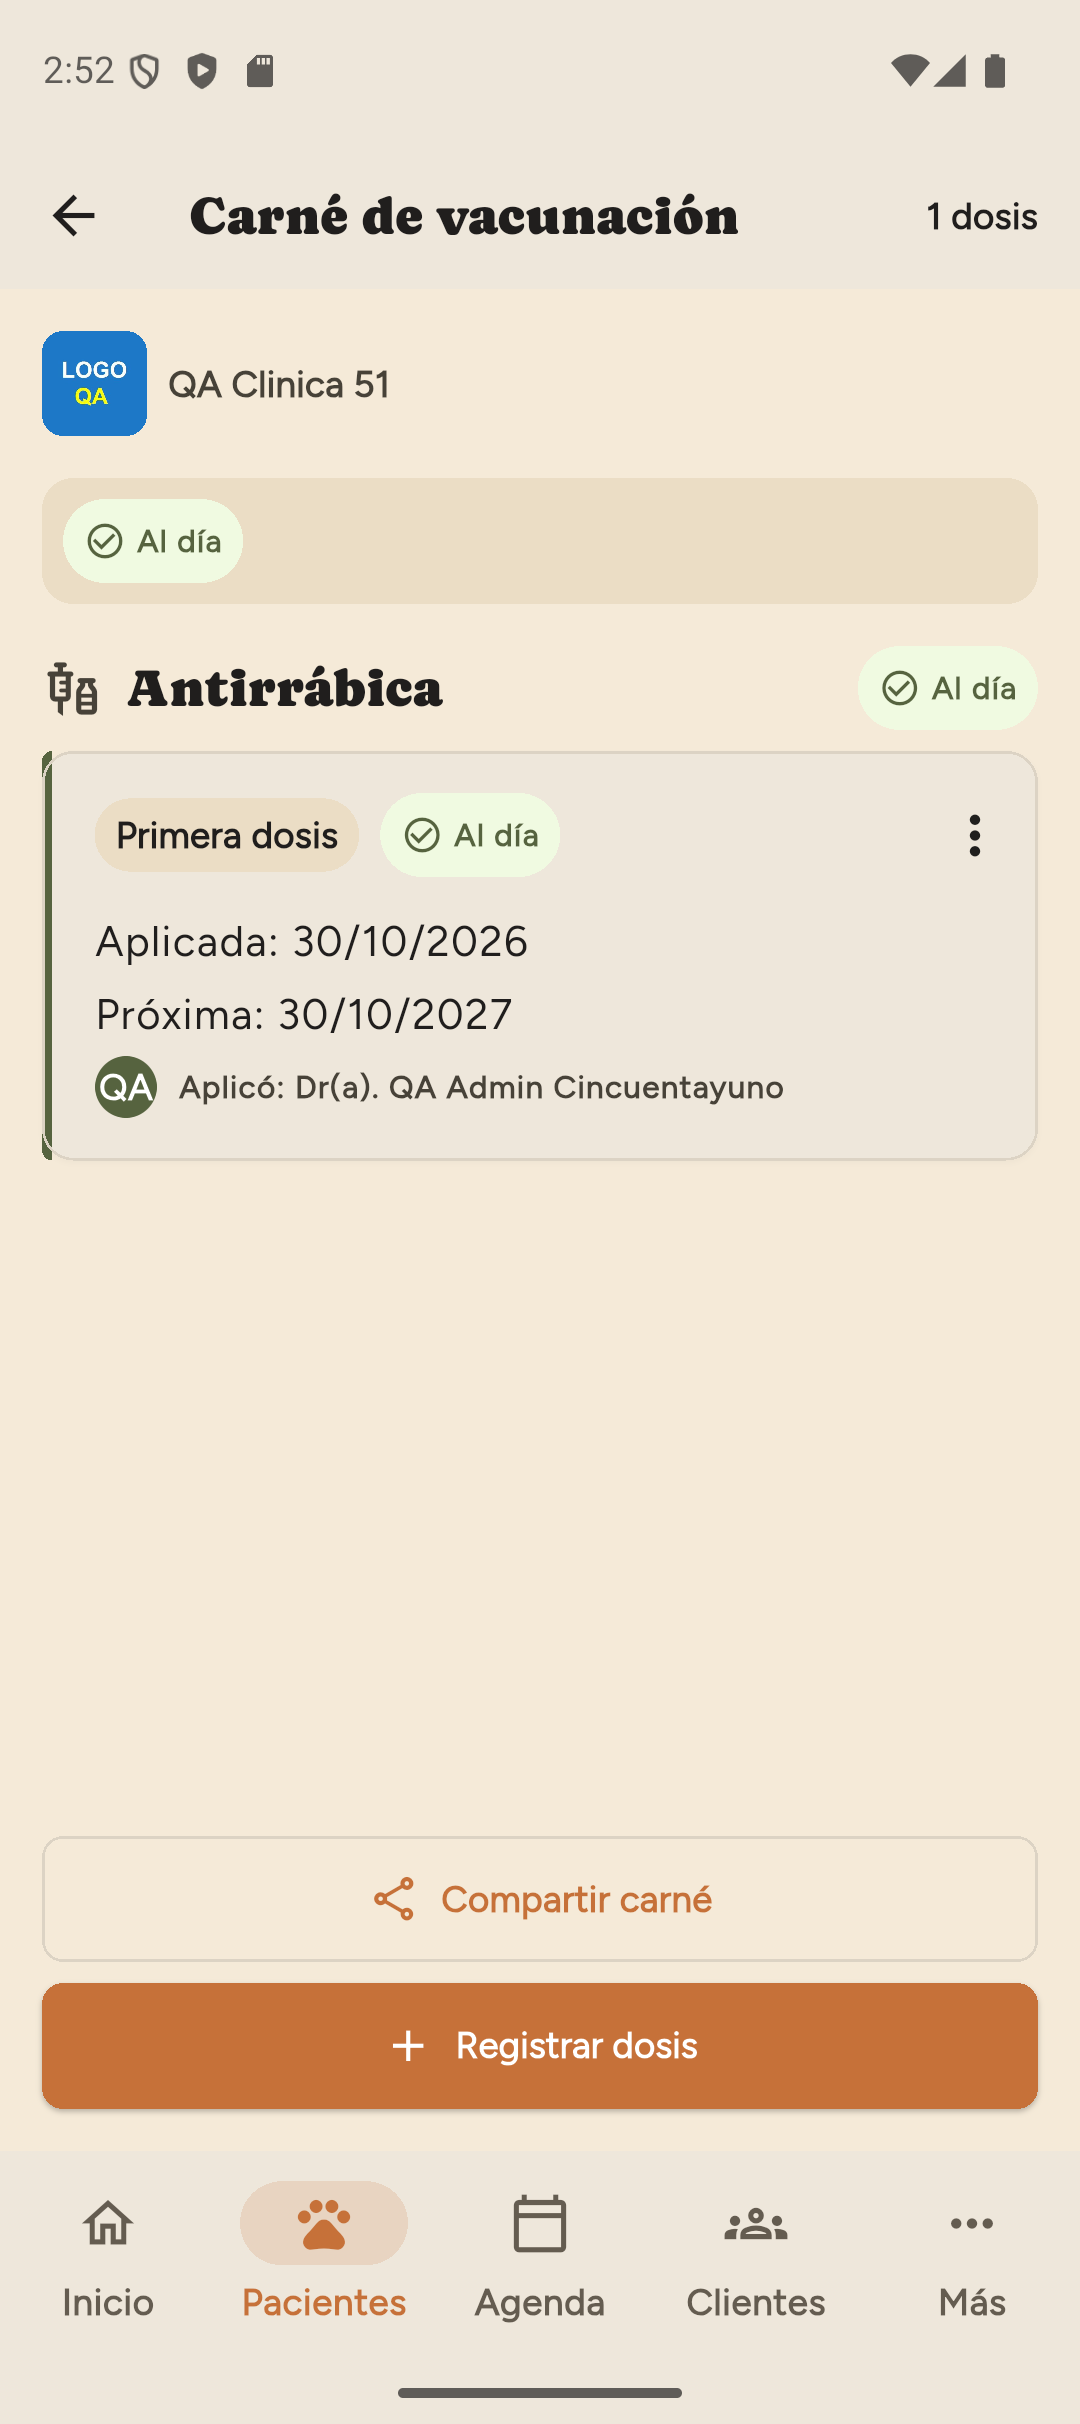 2:52
Carné de vacunación
1 dosis
LOGO
QA
QA Clinica 51
Al día
Antirrábica
Al día
Primera dosis
Al día
Aplicada: 30/10/2026
Próxima: 30/10/2027
QA
Aplicó: Dr(a). QA Admin Cincuentayuno
Compartir carné
Registrar dosis
Inicio
Pacientes
Agenda
Clientes
Más